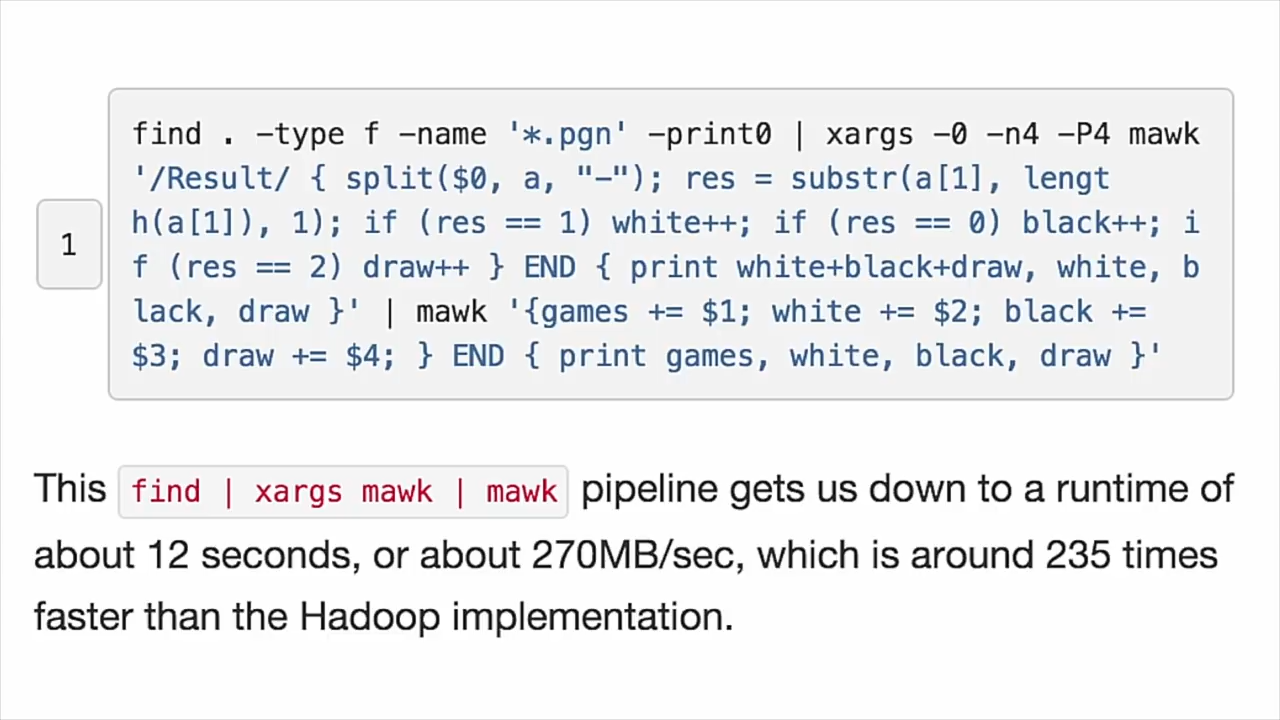 find . -type f -name '*.pgn' -print0 | xargs -0 -n4 -P4 mawk
'/Result/ { split($0, a, "-"); res = substr(a[1], lengt
h(a[1]), 1); if (res == 1) white++; if (res == 0) black++; i
1
f (res == 2) draw++ } END { print white+black+draw, white, b
lack, draw }' | mawk '{games += $1; white += $2; black +=
$3; draw += $4; } END { print games, white, black, draw }'
This find | xargs mawk | mawk pipeline gets us down to a runtime of
about 12 seconds, or about 270MB/sec, which is around 235 times
faster than the Hadoop implementation.